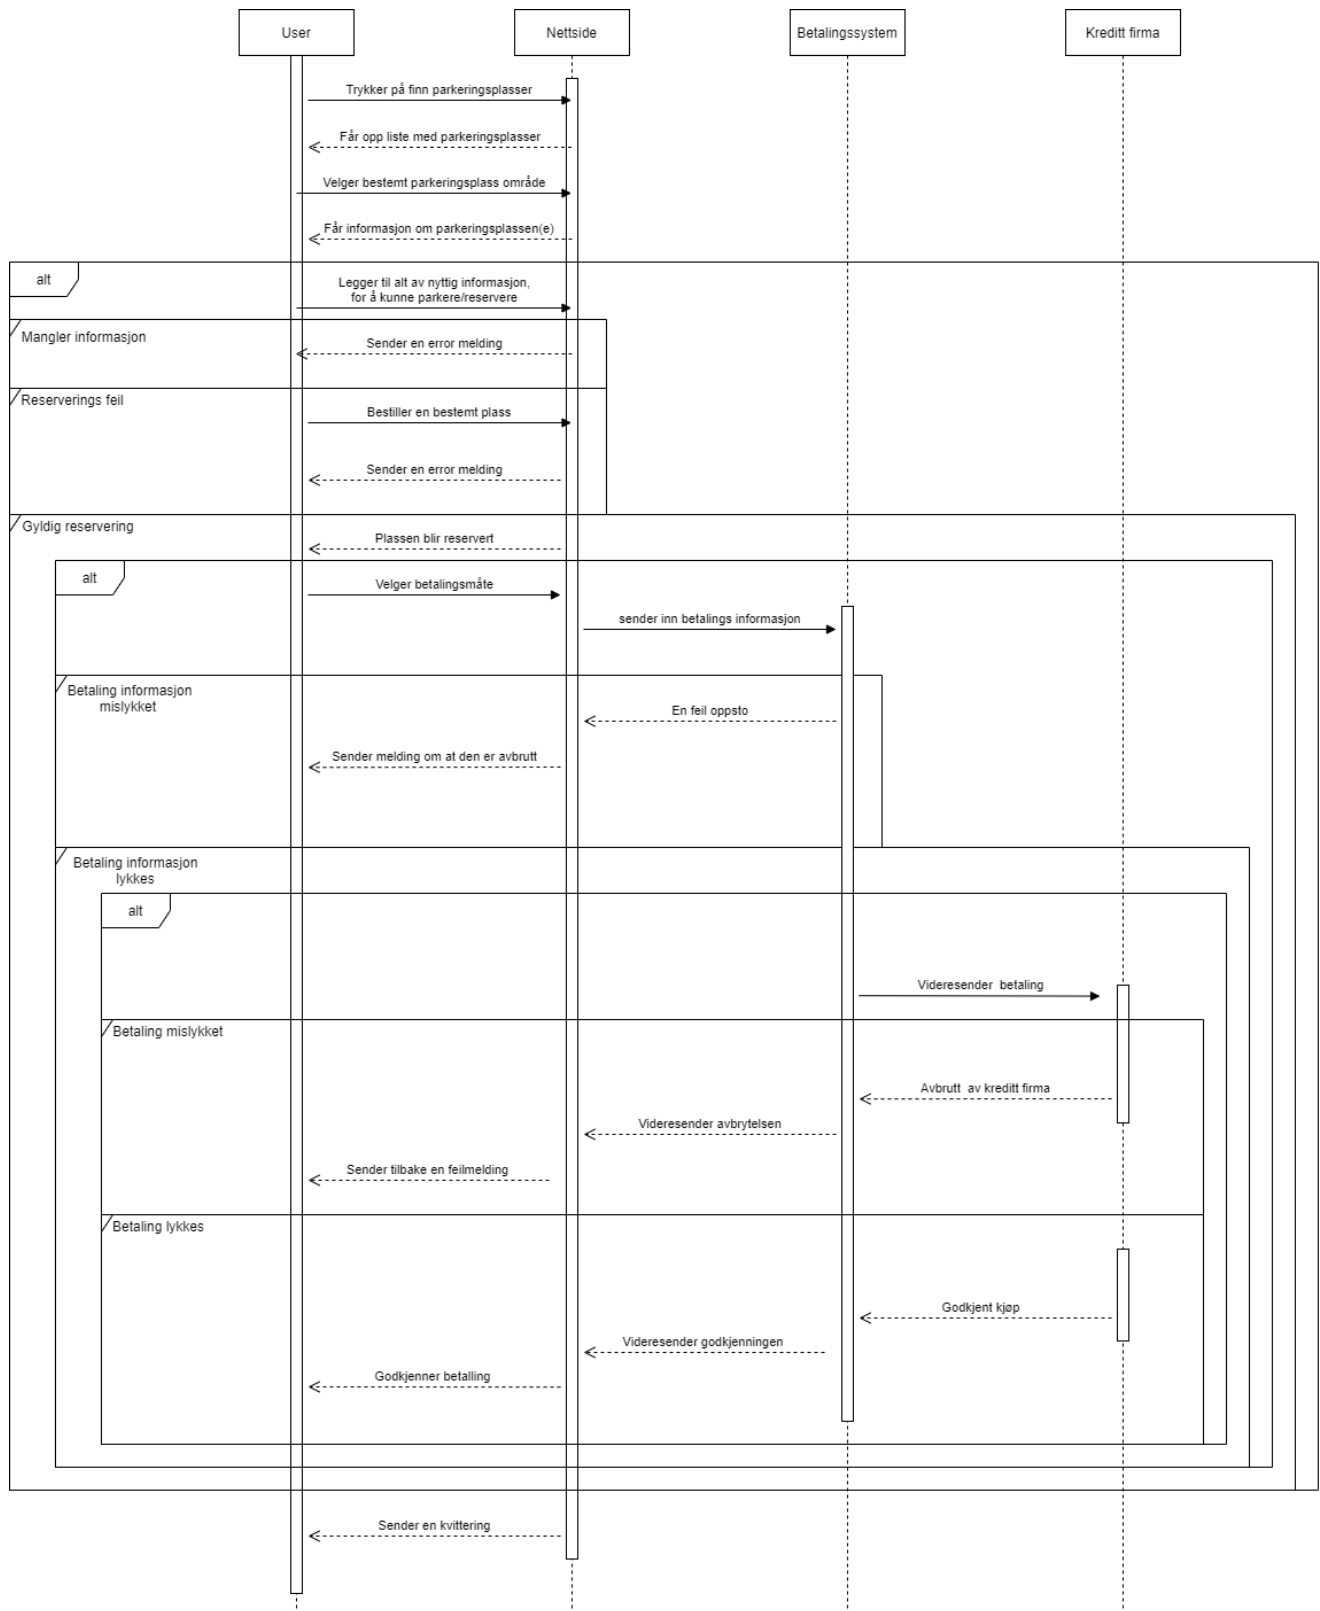 User
Nettside
Betalingssystem
Kreditt firma
Trykker på finn parkeringsplasser
Får opp liste med parkeringsplasser
Velger bestemt parkeringsplass område
Får informasjon om parkeringsplassen(e)
alt
Legger til alt av nyttig informasjon,
for å kunne parkere/reservere
Mangler informasjon
Sender en error melding
Reserverings feil
Bestiller en bestemt plass
Sender en error melding
Gyldig reservering
Plassen blir reservert
alt
Velger betalingsmåte
sender inn betalings informasjon
Betaling informasjon
mislykket
En feil oppsto
Sender melding om at den er avbrutt
Betaling informasjon
lykkes
alt
Videresender betaling
Betaling mislykket
Avbrutt av kreditt firma
Videresender avbrytelsen
Sender tilbake en feilmelding
Betaling lykkes
Godkjent kjøp
Videresender godkjenningen
Godkjenner betalling
Sender en kvittering